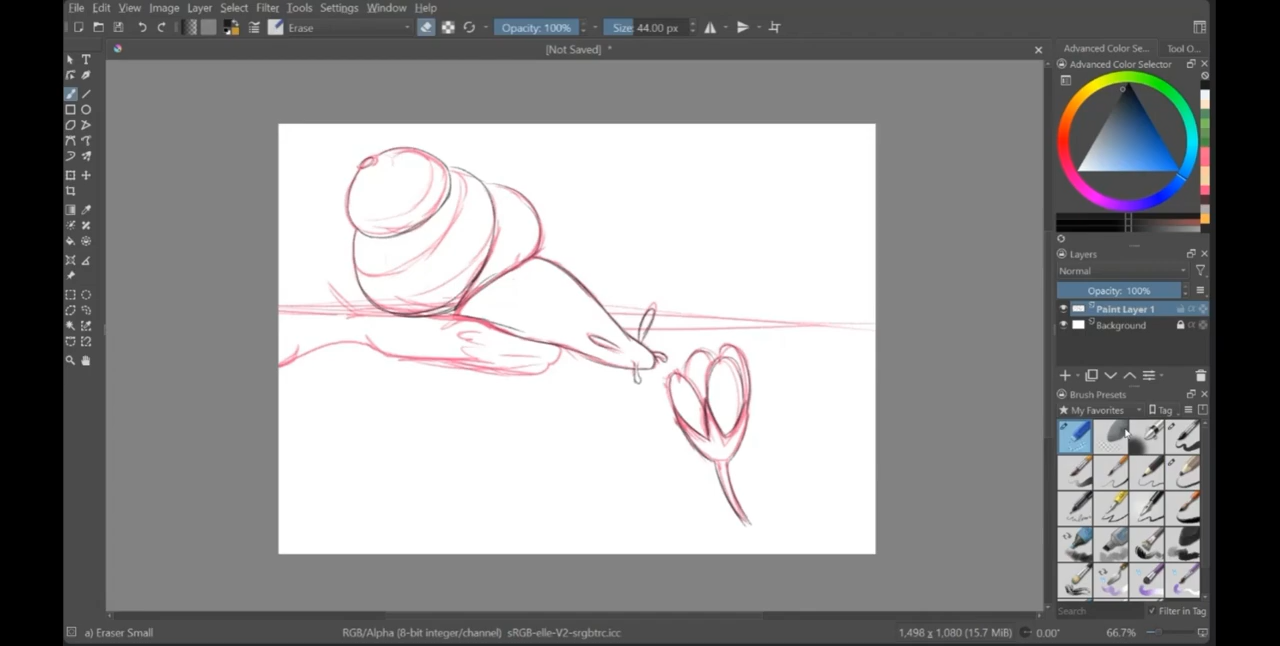 File Edit View Image Layer Select Filter Tools Settings Window Help
Erase Opacity: 100% Size: 44.00 px
[Not Saved] *
Advanced Color Se... Tool O...
Advanced Color Selector
Layers
Normal
Opacity: 100%
Paint Layer 1
Background
Brush Presets
My Favorites Tag
Search Filter in Tag
a) Eraser Small RGB/Alpha (8-bit integer/channel) sRGB-elle-V2-srgbtrc.icc 1,498 x 1,080 (15.7 MiB) 0.00° 66.7%